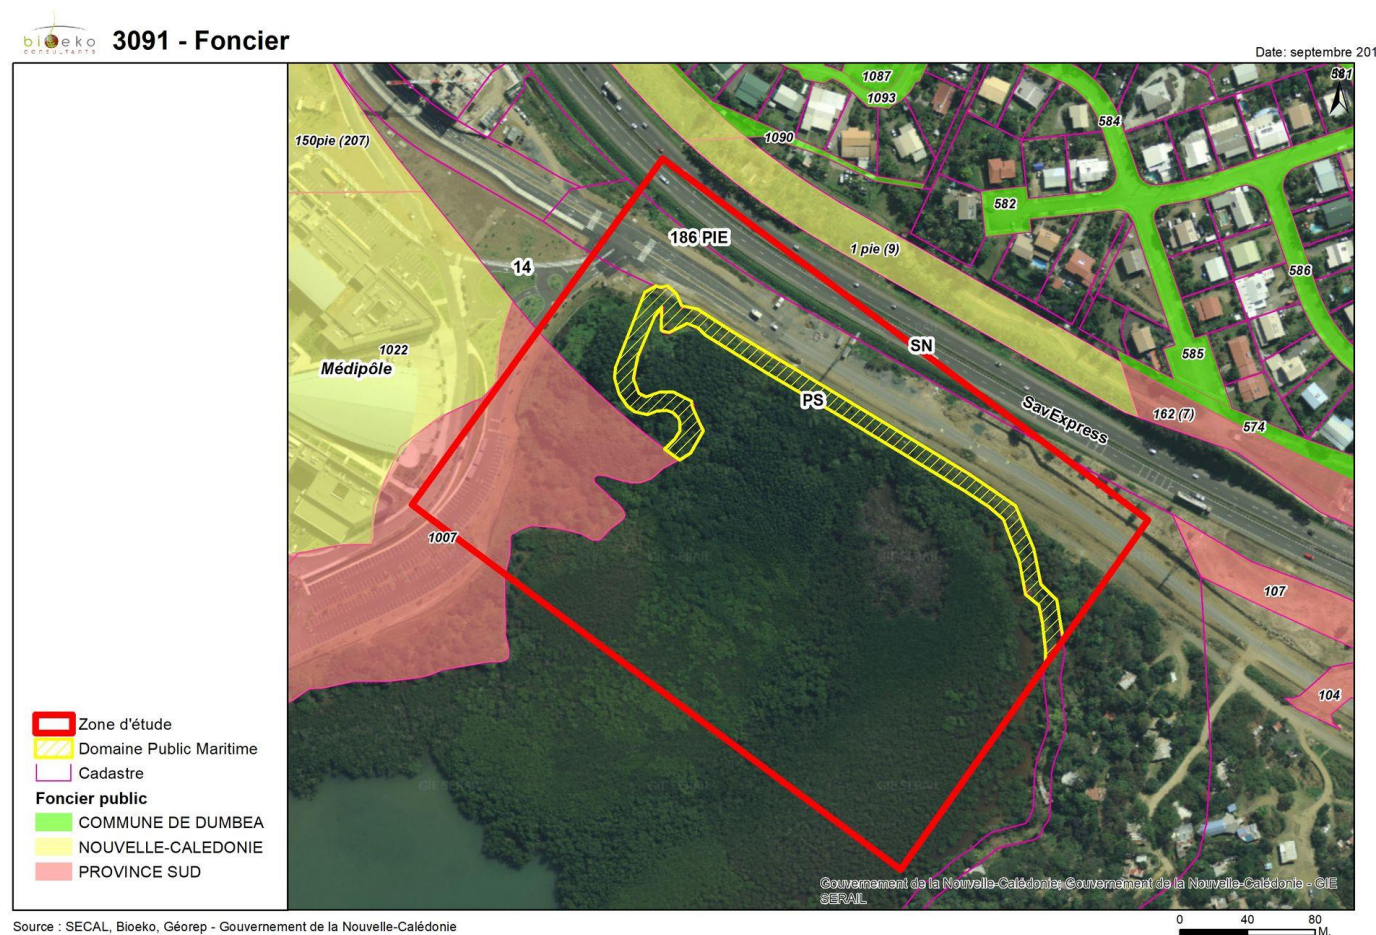 bioeko
CONSULTANTS
3091 - Foncier
Date: septembre 201
1087
1093
581
584
1090
150pie (207)
582
186 PIE
1 pie (9)
14
586
SN
1022
585
Médipôle
PS
SavExpress
162 (7)
574
1007
107
104
Zone d'étude
Domaine Public Maritime
Cadastre
Foncier public
COMMUNE DE DUMBEA
NOUVELLE-CALEDONIE
PROVINCE SUD
Gouvernement de la Nouvelle-Calédonie; Gouvernement de la Nouvelle-Calédonie - GIE
SERAIL
Source : SECAL, Bioeko, Géorep - Gouvernement de la Nouvelle-Calédonie
0 40 80
M.